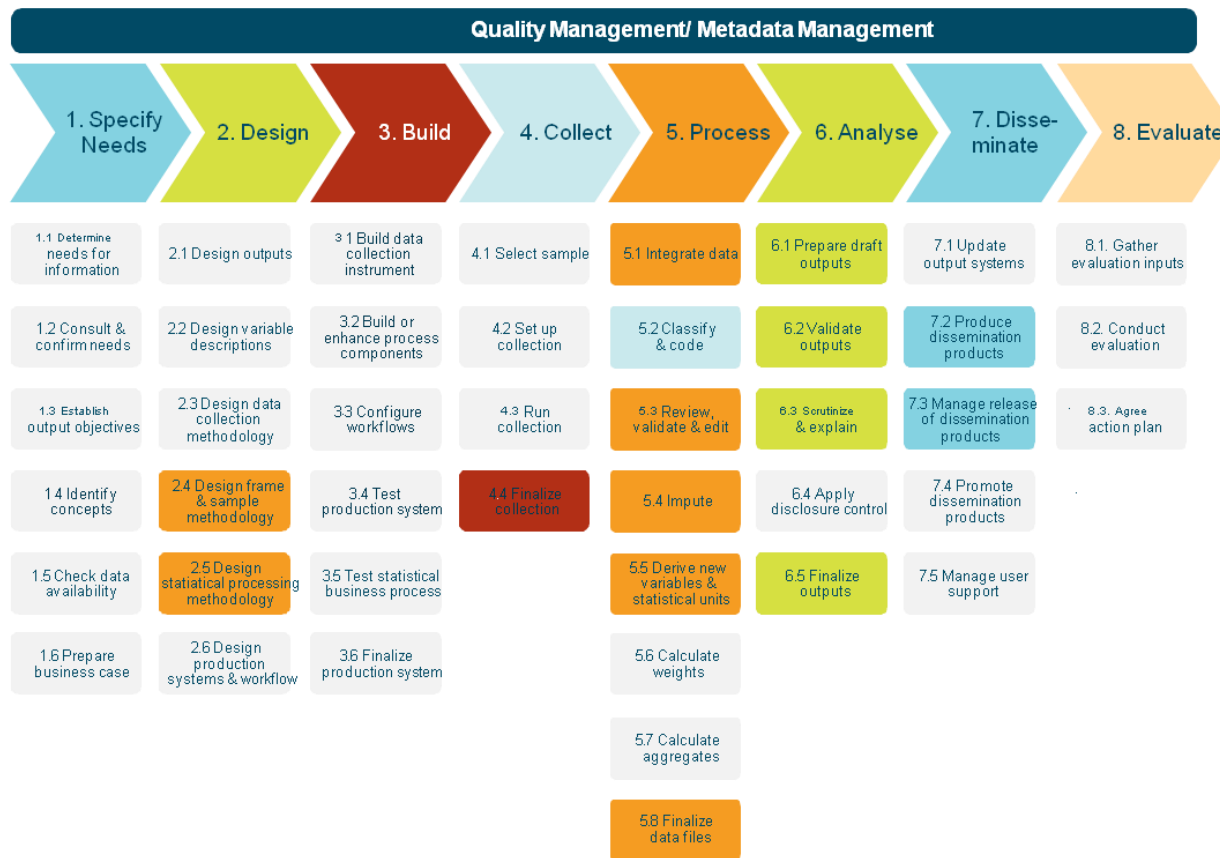 Quality Management/ Metadata Management
1. Specify
Needs
2. Design
3. Build
4. Collect
5. Process
6. Analyse
7. Disse-
minate
8. Evaluate
1.1 Determine
needs for
information
2.1 Design outputs
3 1 Build data
collection
instrument
4.1 Select sample
5.1 Integrate data
6.1 Prepare draft
outputs
7.1 Update
output systems
8.1. Gather
evaluation inputs
1.2 Consult &
confirm needs
2.2 Design variable
descriptions
3.2 Build or
enhance process
components
4.2 Set up
collection
5.2 Classify
& code
6.2 Validate
outputs
7.2 Produce
dissemination
products
8.2. Conduct
evaluation
1.3 Establish
output objectives
2.3 Design data
collection
methodology
3.3 Configure
workflows
4.3 Run
collection
5.3 Review,
validate & edit
6.3 Scrutinize
& explain
7.3 Manage release
of dissemination
products
8.3. Agree
action plan
1.4 Identify
concepts
2.4 Design frame
& sample
methodology
3.4 Test
production system
4.4 Finalize
collection
5.4 Impute
6.4 Apply
disclosure control
7.4 Promote
dissemination
products
1.5 Check data
availability
2.5 Design
statiatical processing
methodology
3.5 Test statistical
business process
5.5 Derive new
variables &
statistical units
6.5 Finalize
outputs
7.5 Manage user
support
1.6 Prepare
business case
2.6 Design
production
systems & workflow
3.6 Finalize
production system
5.6 Calculate
weights
5.7 Calculate
aggregates
5.8 Finalize
data files